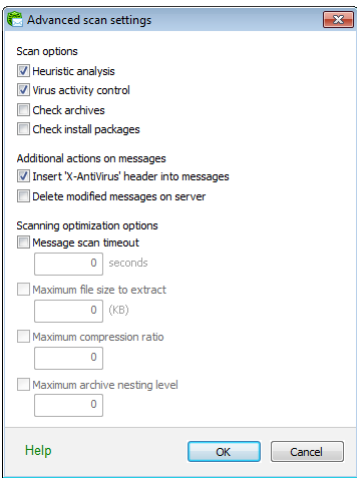 Advanced scan settings
Scan options
Heuristic analysis
Virus activity control
Check archives
Check install packages
Additional actions on messages
Insert 'X-AntiVirus' header into messages
Delete modified messages on server
Scanning optimization options
Message scan timeout
0 seconds
Maximum file size to extract
0 (KB)
Maximum compression ratio
0
Maximum archive nesting level
0
Help OK Cancel